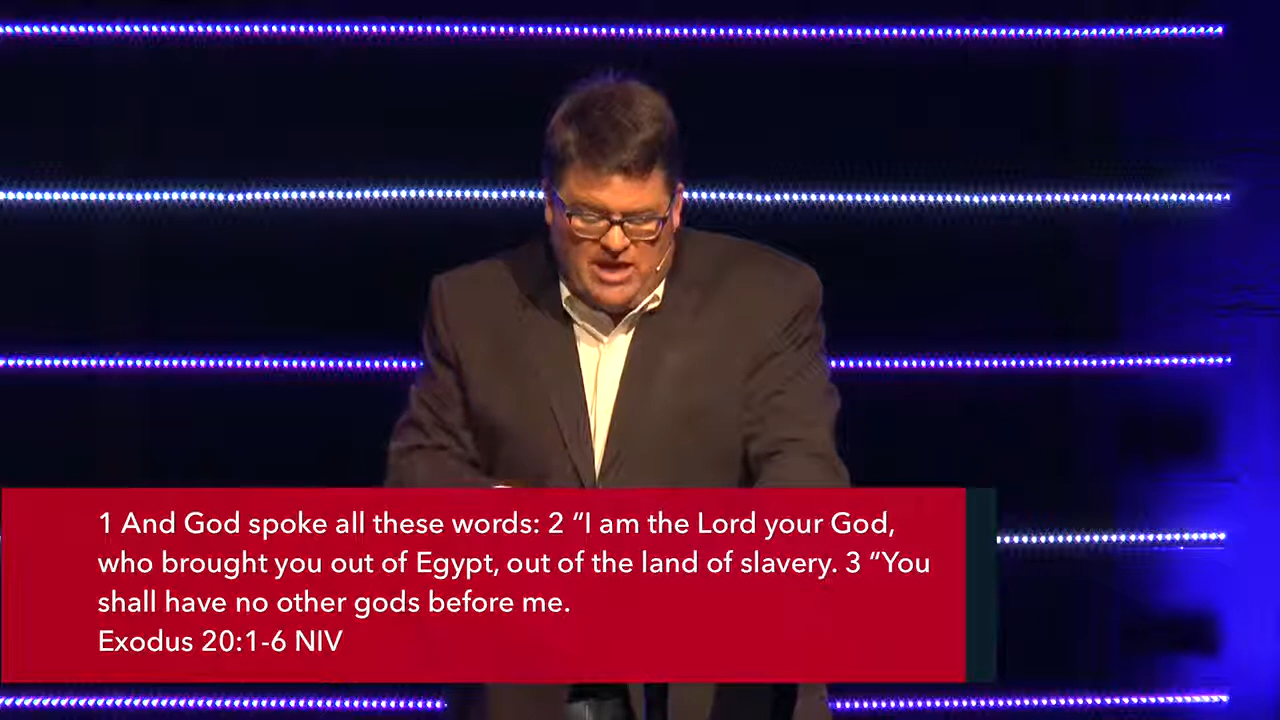 1 And God spoke all these words: 2 “I am the Lord your God,
who brought you out of Egypt, out of the land of slavery. 3 “You
shall have no other gods before me.
Exodus 20:1-6 NIV